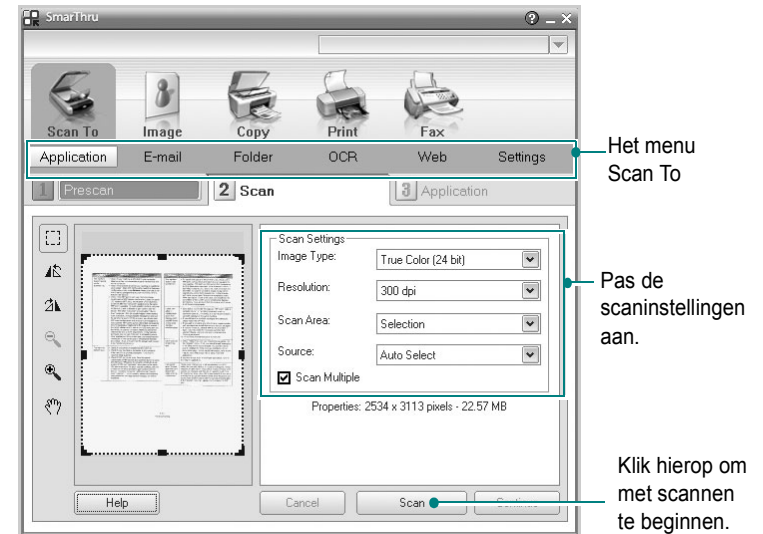 SmarThru
Scan To Image Copy Print Fax
Application E-mail Folder OCR Web Settings
Het menu
Scan To
1 Prescan 2 Scan 3 Application
Scan Settings
Image Type: True Color (24 bit)
Resolution: 300 dpi
Scan Area: Selection
Source: Auto Select
Scan Multiple
Properties: 2534 x 3113 pixels - 22.57 MB
Pas de
scaninstellingen
aan.
Help Cancel Scan
Klik hierop om
met scannen
te beginnen.